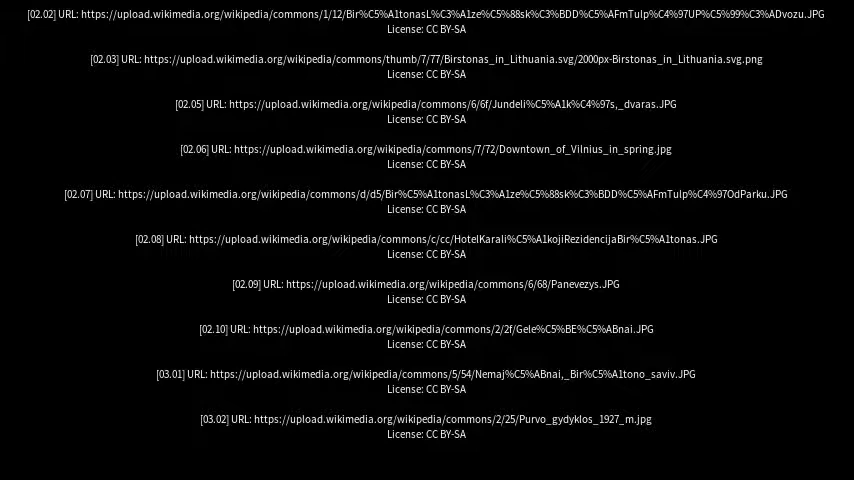 [02.02] URL: https://upload.wikimedia.org/wikipedia/commons/1/12/Bir%C5%A1tonasL%C3%A1ze%C5%88sk%C3%BDD%C5%AFmTulp%C4%97UP%C5%99%C3%ADvozu.JPG
License: CC BY-SA
[02.03] URL: https://upload.wikimedia.org/wikipedia/commons/thumb/7/77/Birstonas_in_Lithuania.svg/2000px-Birstonas_in_Lithuania.svg.png
License: CC BY-SA
[02.05] URL: https://upload.wikimedia.org/wikipedia/commons/6/6f/Jundeli%C5%A1k%C4%97s,_dvaras.JPG
License: CC BY-SA
[02.06] URL: https://upload.wikimedia.org/wikipedia/commons/7/72/Downtown_of_Vilnius_in_spring.jpg
License: CC BY-SA
[02.07] URL: https://upload.wikimedia.org/wikipedia/commons/d/d5/Bir%C5%A1tonasL%C3%A1ze%C5%88sk%C3%BDD%C5%AFmTulp%C4%97OdParku.JPG
License: CC BY-SA
[02.08] URL: https://upload.wikimedia.org/wikipedia/commons/c/cc/HotelKarali%C5%A1kojiRezidencijaBir%C5%A1tonas.JPG
License: CC BY-SA
[02.09] URL: https://upload.wikimedia.org/wikipedia/commons/6/68/Panevezys.JPG
License: CC BY-SA
[02.10] URL: https://upload.wikimedia.org/wikipedia/commons/2/2f/Gele%C5%BE%C5%ABnai.JPG
License: CC BY-SA
[03.01] URL: https://upload.wikimedia.org/wikipedia/commons/5/54/Nemaj%C5%ABnai,_Bir%C5%A1tono_saviv.JPG
License: CC BY-SA
[03.02] URL: https://upload.wikimedia.org/wikipedia/commons/2/25/Purvo_gydyklos_1927_m.jpg
License: CC BY-SA